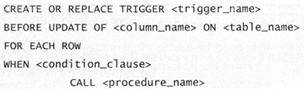 CREATE OR REPLACE TRIGGER <trigger_name>
BEFORE UPDATE OF <column_name> ON <table_name>
FOR EACH ROW
WHEN <condition_clause>
CALL <procedure_name>